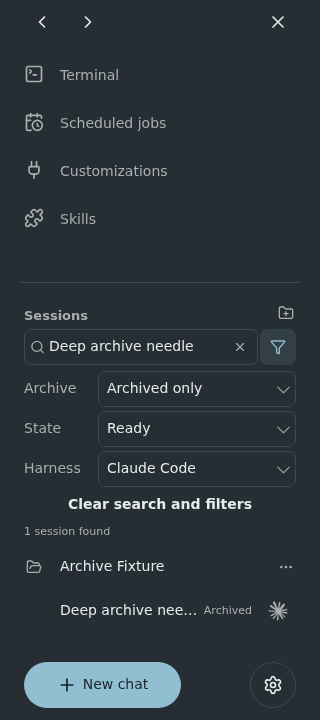 Terminal
Scheduled jobs
Customizations
Skills
Sessions
Deep archive needle
Archive Archived only
State Ready
Harness Claude Code
Clear search and filters
1 session found
Archive Fixture
Deep archive nee... Archived
New chat